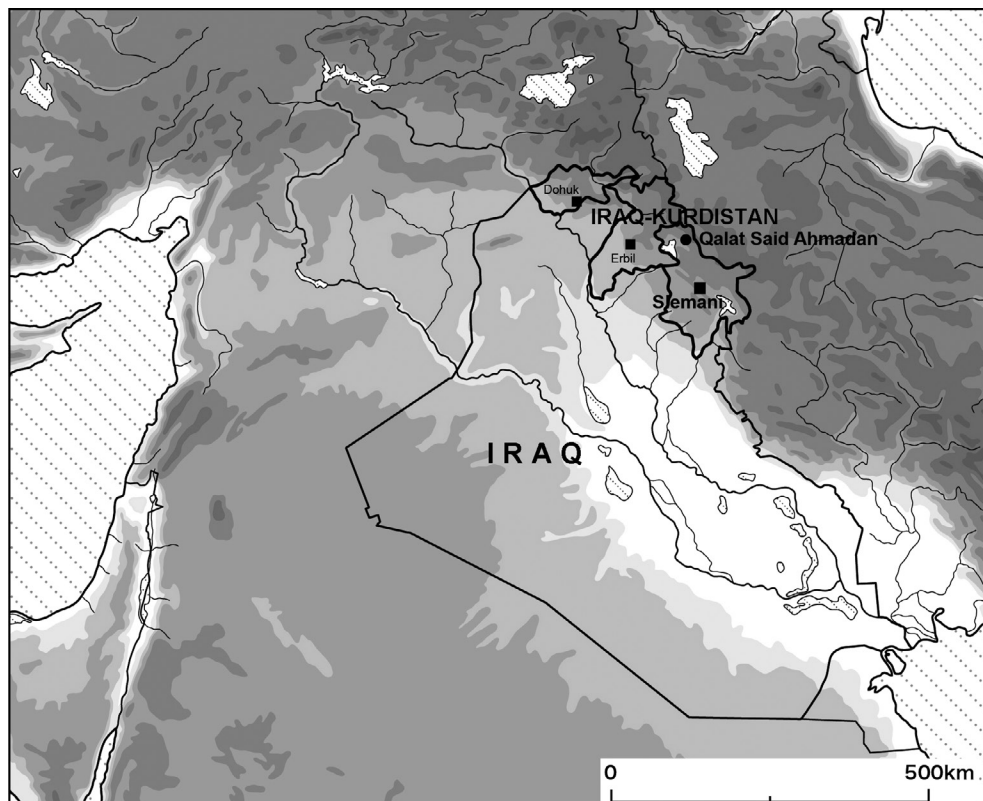 Dohuk
IRAQ-KURDISTAN
Qalat Said Ahmadan
Erbil
Slemani
IRAQ
0 500km